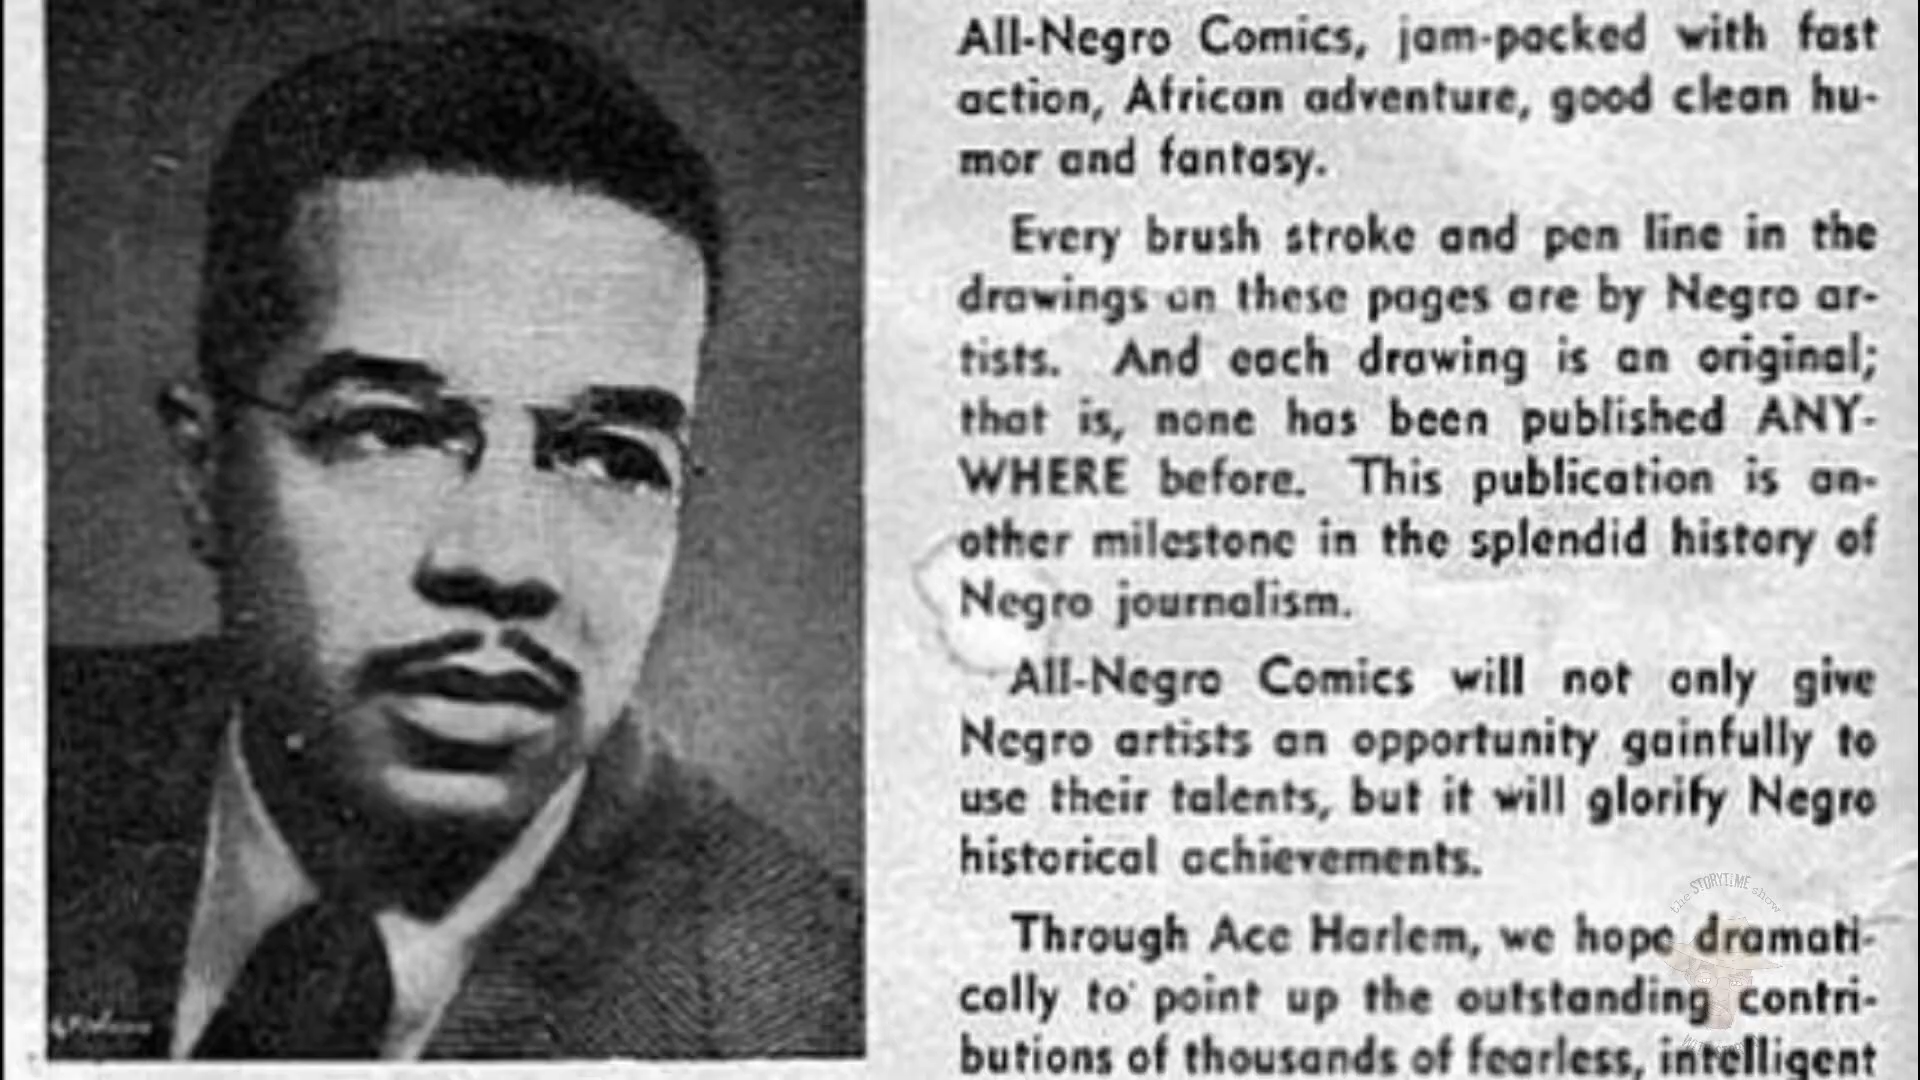 All-Negro Comics, jam-packed with fast
action, African adventure, good clean hu-
mor and fantasy.
Every brush stroke and pen line in the
drawings on these pages are by Negro ar-
tists. And each drawing is an original;
that is, none has been published ANY-
WHERE before. This publication is an-
other milestone in the splendid history of
Negro journalism.
All-Negro Comics will not only give
Negro artists an opportunity gainfully to
use their talents, but it will glorify Negro
historical achievements.
Through Ace Harlem, we hope dramati-
cally to point up the outstanding contri-
butions of thousands of fearless, intelligent
the STORYTIME show